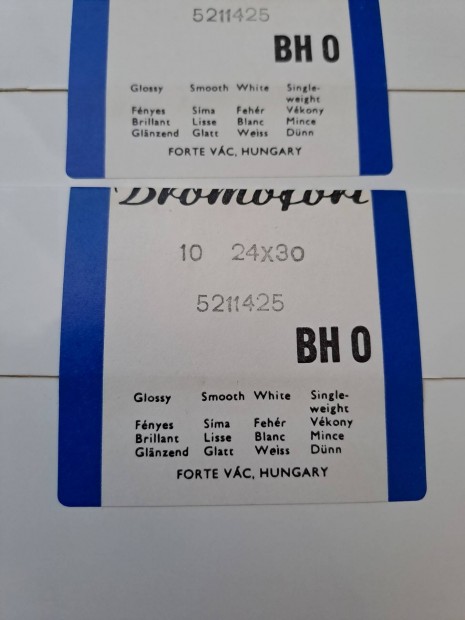 5211425
BH 0
Glossy Smooth White Single-weight
Fényes Sima Fehér Vékony
Brillant Lisse Blanc Mince
Glänzend Glatt Weiss Dünn
FORTE VÁC, HUNGARY
Bromofort
10 24x30
5211425
BH 0
Glossy Smooth White Single-weight
Fényes Sima Fehér Vékony
Brillant Lisse Blanc Mince
Glänzend Glatt Weiss Dünn
FORTE VÁC, HUNGARY